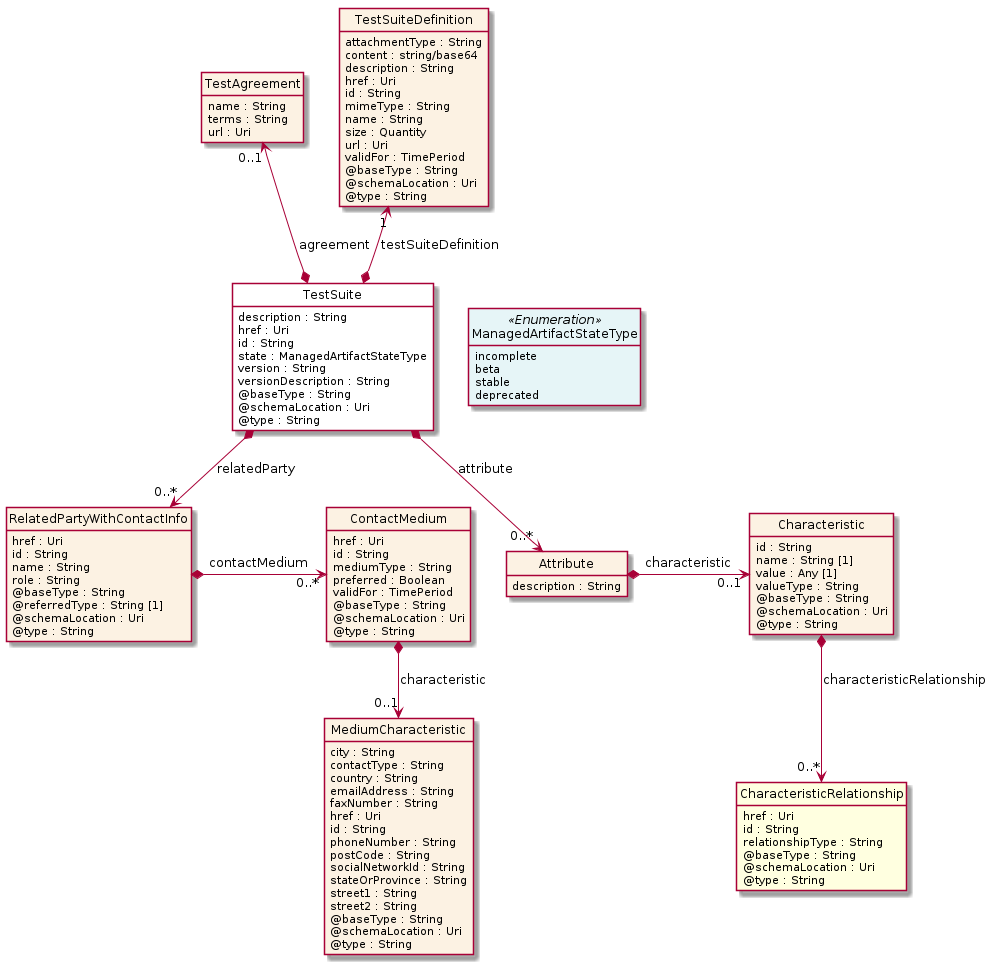 TestSuiteDefinition
attachmentType : String
content : string/base64
description : String
href : Uri
id : String
mimeType : String
name : String
size : Quantity
url : Uri
validFor : TimePeriod
@baseType : String
@schemaLocation : Uri
@type : String
TestAgreement
name : String
terms : String
url : Uri
0..1
1
agreement
testSuiteDefinition
TestSuite
description : String
href : Uri
id : String
state : ManagedArtifactStateType
version : String
versionDescription : String
@baseType : String
@schemaLocation : Uri
@type : String
«Enumeration»
ManagedArtifactStateType
incomplete
beta
stable
deprecated
relatedParty
0..*
attribute
0..*
RelatedPartyWithContactInfo
href : Uri
id : String
name : String
role : String
@baseType : String
@referredType : String [1]
@schemaLocation : Uri
@type : String
contactMedium
0..*
ContactMedium
href : Uri
id : String
mediumType : String
preferred : Boolean
validFor : TimePeriod
@baseType : String
@schemaLocation : Uri
@type : String
Attribute
description : String
characteristic
0..1
Characteristic
id : String
name : String [1]
value : Any [1]
valueType : String
@baseType : String
@schemaLocation : Uri
@type : String
characteristic
0..1
characteristicRelationship
0..*
MediumCharacteristic
city : String
contactType : String
country : String
emailAddress : String
faxNumber : String
href : Uri
id : String
phoneNumber : String
postCode : String
socialNetworkId : String
stateOrProvince : String
street1 : String
street2 : String
@baseType : String
@schemaLocation : Uri
@type : String
CharacteristicRelationship
href : Uri
id : String
relationshipType : String
@baseType : String
@schemaLocation : Uri
@type : String